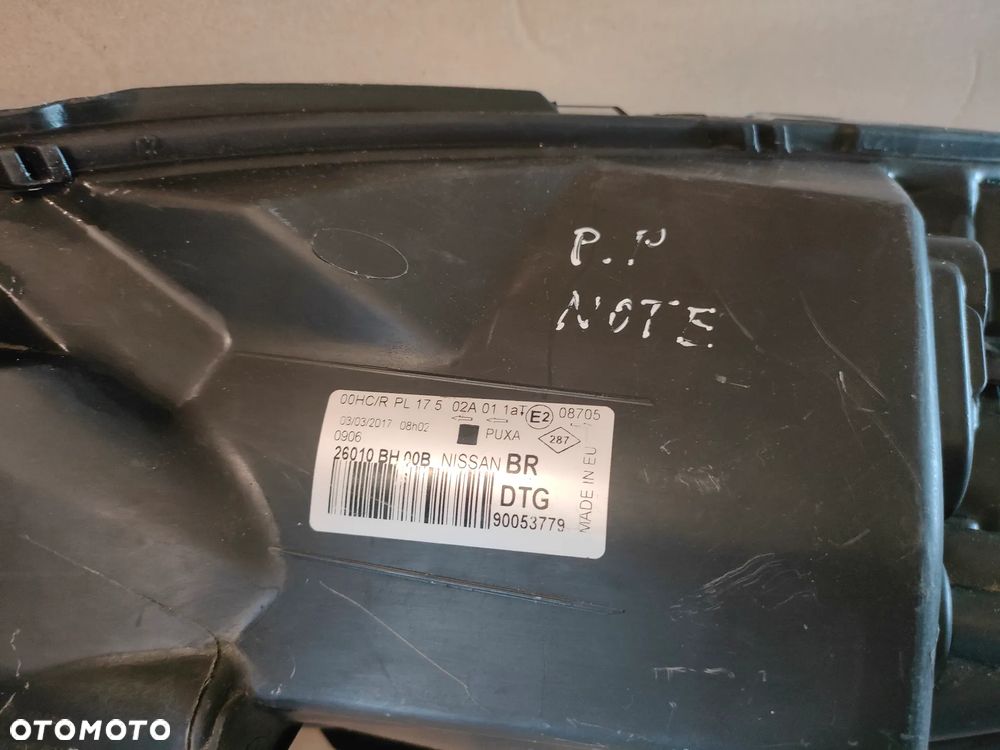 P.P
NOTE
00HC/R PL 17 5 02A 01 1aT E2 08705
03/03/2017 08h02 PUXA 287
0906
26010 BH 00B NISSAN BR
DTG
90053779
MADE IN EU
OTOMOTO